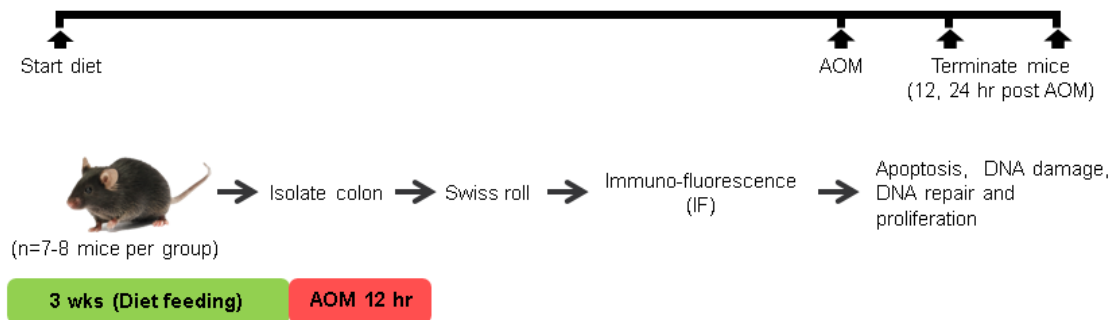 Start diet
AOM
Terminate mice
(12, 24 hr post AOM)
Isolate colon
Swiss roll
Immuno-fluorescence
(IF)
Apoptosis, DNA damage,
DNA repair and
proliferation
(n=7-8 mice per group)
3 wks (Diet feeding)
AOM 12 hr